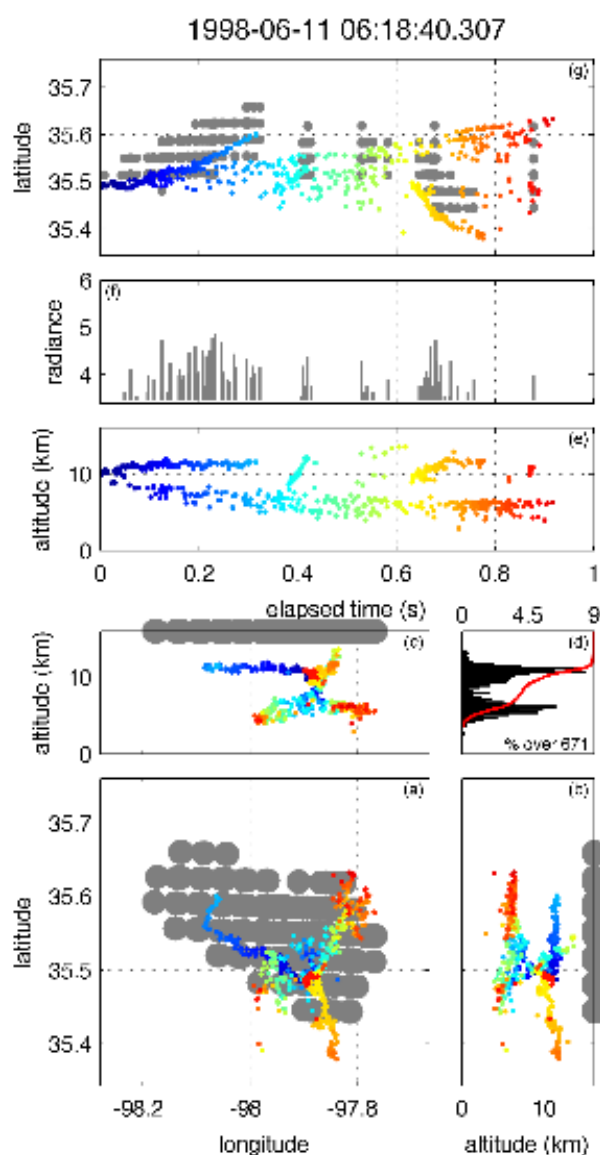 1998-06-11 06:18:40.307
(g)
35.7
35.6
35.5
35.4
latitude
(f)
6
5
4
radiance
(e)
10
0
altitude (km)
0 0.2 0.4 0.6 0.8 1
elapsed time (s)
0 4.5 9
(c)
10
0
altitude (km)
(d)
% over 671
(a)
35.7
35.6
35.5
35.4
latitude
-98.2 -98 -97.8
longitude
(b)
0 10
altitude (km)